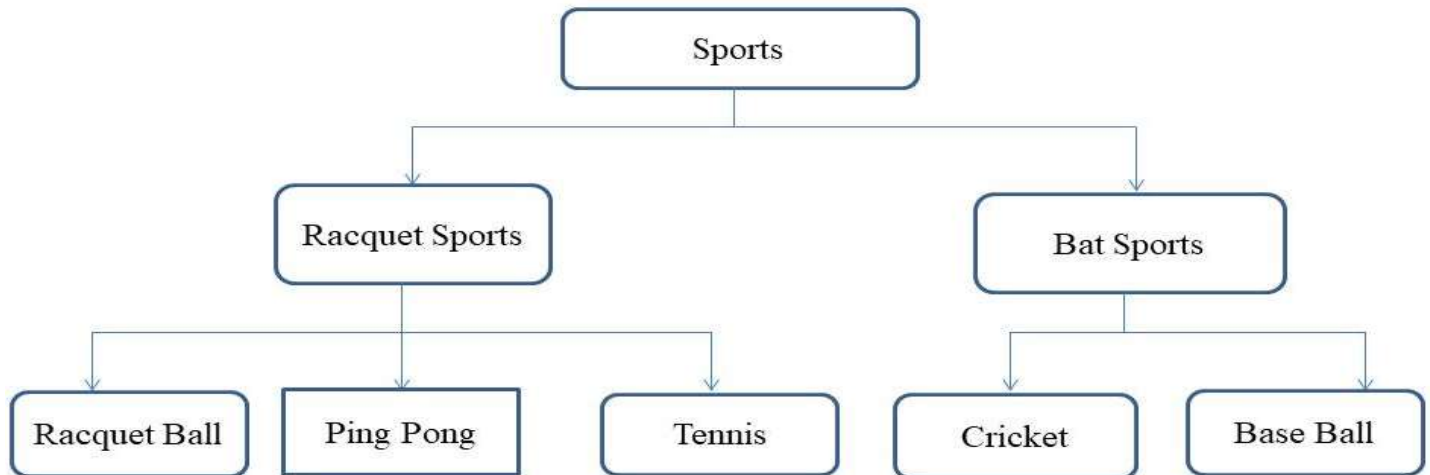 Sports
Racquet Sports
Bat Sports
Racquet Ball
Ping Pong
Tennis
Cricket
Base Ball